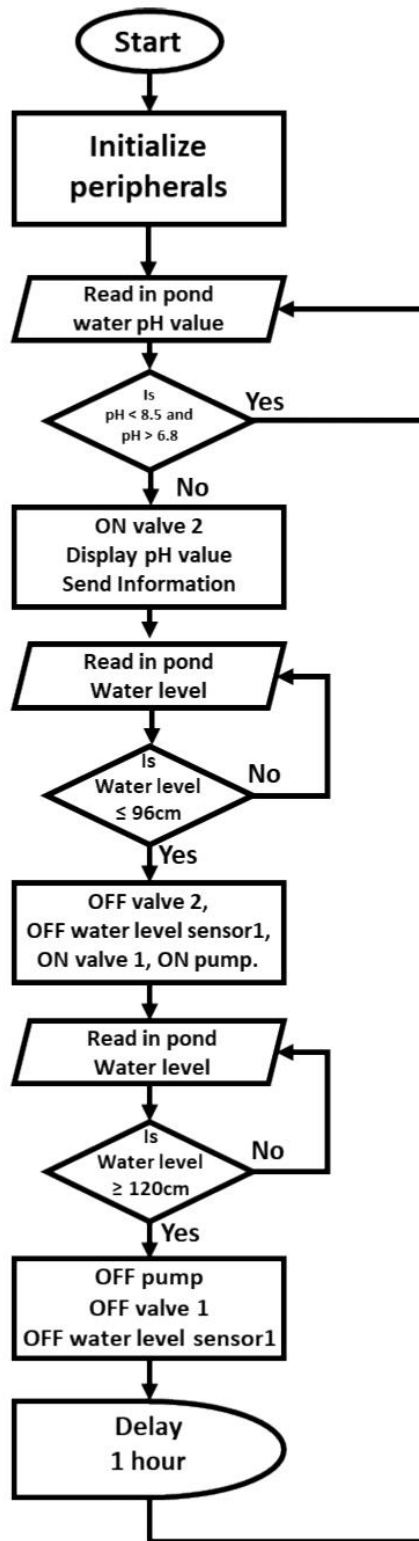 Start
Initialize
peripherals
Read in pond
water pH value
Is
pH < 8.5 and
pH > 6.8
Yes
No
ON valve 2
Display pH value
Send Information
Read in pond
Water level
Is
Water level
≤ 96cm
No
Yes
OFF valve 2,
OFF water level sensor1,
ON valve 1, ON pump.
Read in pond
Water level
Is
Water level
≥ 120cm
No
Yes
OFF pump
OFF valve 1
OFF water level sensor1
Delay
1 hour